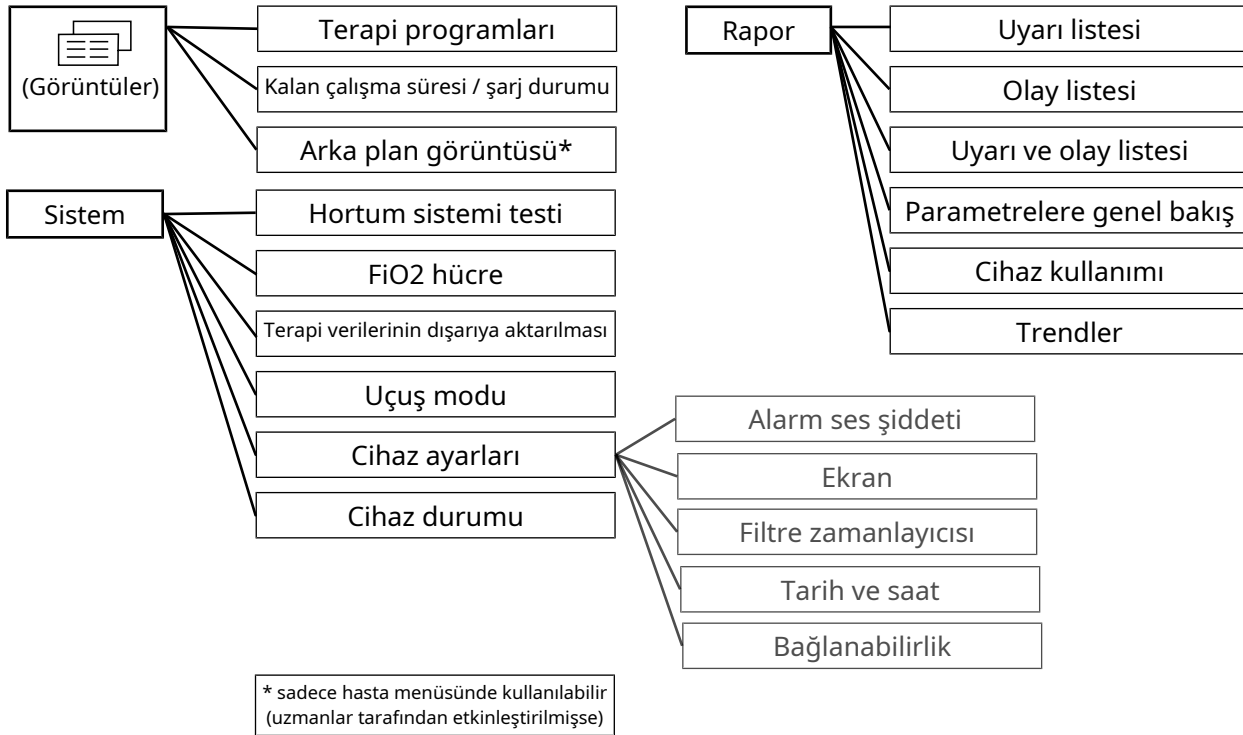 (Görüntüler)
Terapi programları
Kalan çalışma süresi / şarj durumu
Arka plan görüntüsü*
Sistem
Hortum sistemi testi
FiO2 hücre
Terapi verilerinin dışarıya aktarılması
Uçuş modu
Cihaz ayarları
Cihaz durumu
Alarm ses şiddeti
Ekran
Filtre zamanlayıcısı
Tarih ve saat
Bağlanabilirlik
Rapor
Uyarı listesi
Olay listesi
Uyarı ve olay listesi
Parametrelere genel bakış
Cihaz kullanımı
Trendler
* sadece hasta menüsünde kullanılabilir
(uzmanlar tarafından etkinleştirilmişse)